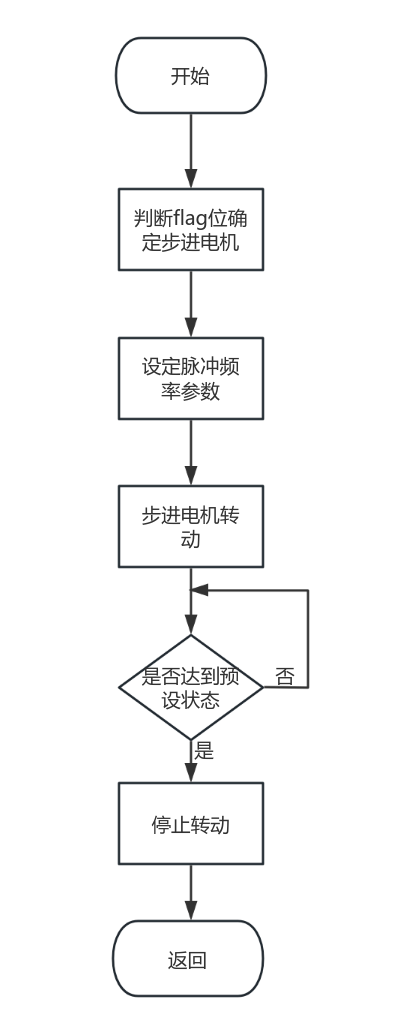 开始
判断flag位确
定步进电机
设定脉冲频
率参数
步进电机转
动
是否达到预
设状态
否
是
停止转动
返回